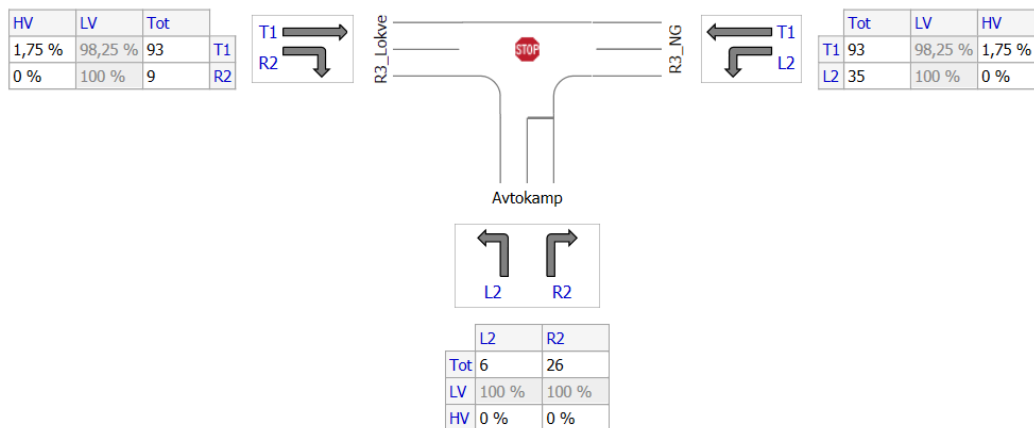 HV LV Tot
1,75 % 98,25 % 93 T1
0 % 100 % 9 R2
T1
R2
R3_Lokve
STOP
R3_NG
T1
L2
Tot LV HV
T1 93 98,25 % 1,75 %
L2 35 100 % 0 %
Avtokamp
L2 R2
L2 R2
Tot 6 26
LV 100 % 100 %
HV 0 % 0 %